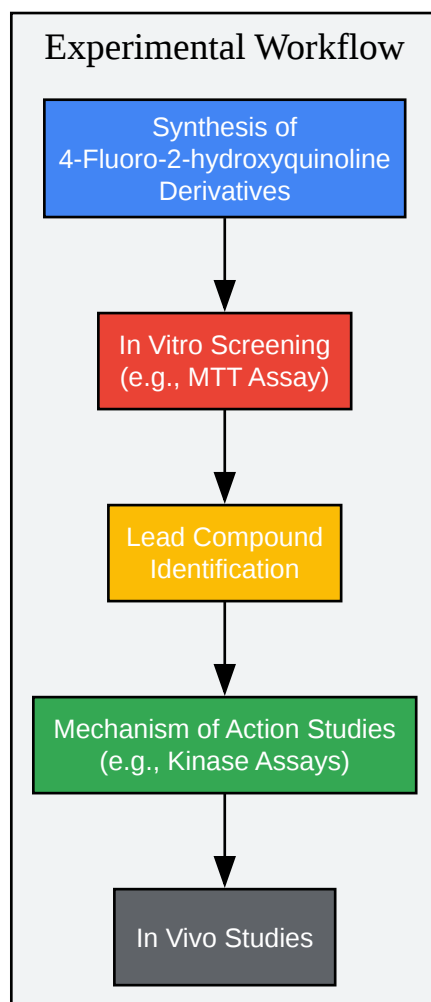 Experimental Workflow
Synthesis of
4-Fluoro-2-hydroxyquinoline
Derivatives
In Vitro Screening
(e.g., MTT Assay)
Lead Compound
Identification
Mechanism of Action Studies
(e.g., Kinase Assays)
In Vivo Studies